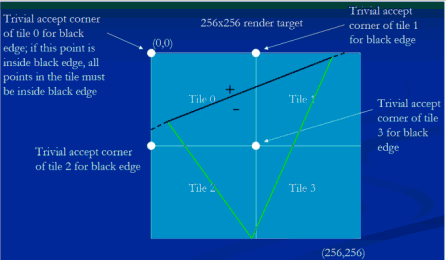 Trivial accept corner
of tile 0 for black
edge; if this point is
inside black edge, all
points in the tile must
be inside black edge
(0,0)
256x256 render target
Trivial accept
corner of tile 1
for black edge
Tile 0
+
-
Tile 1
Trivial accept
corner of tile
3 for black
edge
Trivial accept corner
of tile 2 for black edge
Tile 2
Tile 3
(256,256)